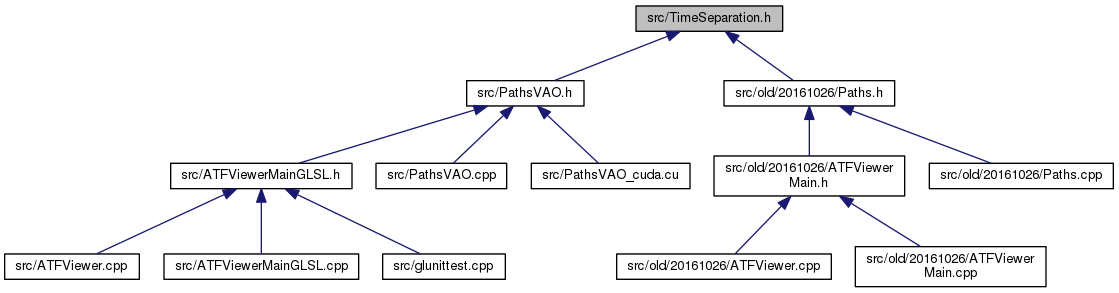 src/TimeSeparation.h
src/PathsVAO.h
src/old/20161026/Paths.h
src/ATFViewerMainGLSL.h
src/PathsVAO.cpp
src/PathsVAO_cuda.cu
src/old/20161026/ATFViewer
Main.h
src/old/20161026/Paths.cpp
src/ATFViewer.cpp
src/ATFViewerMainGLSL.cpp
src/glunittest.cpp
src/old/20161026/ATFViewer.cpp
src/old/20161026/ATFViewer
Main.cpp